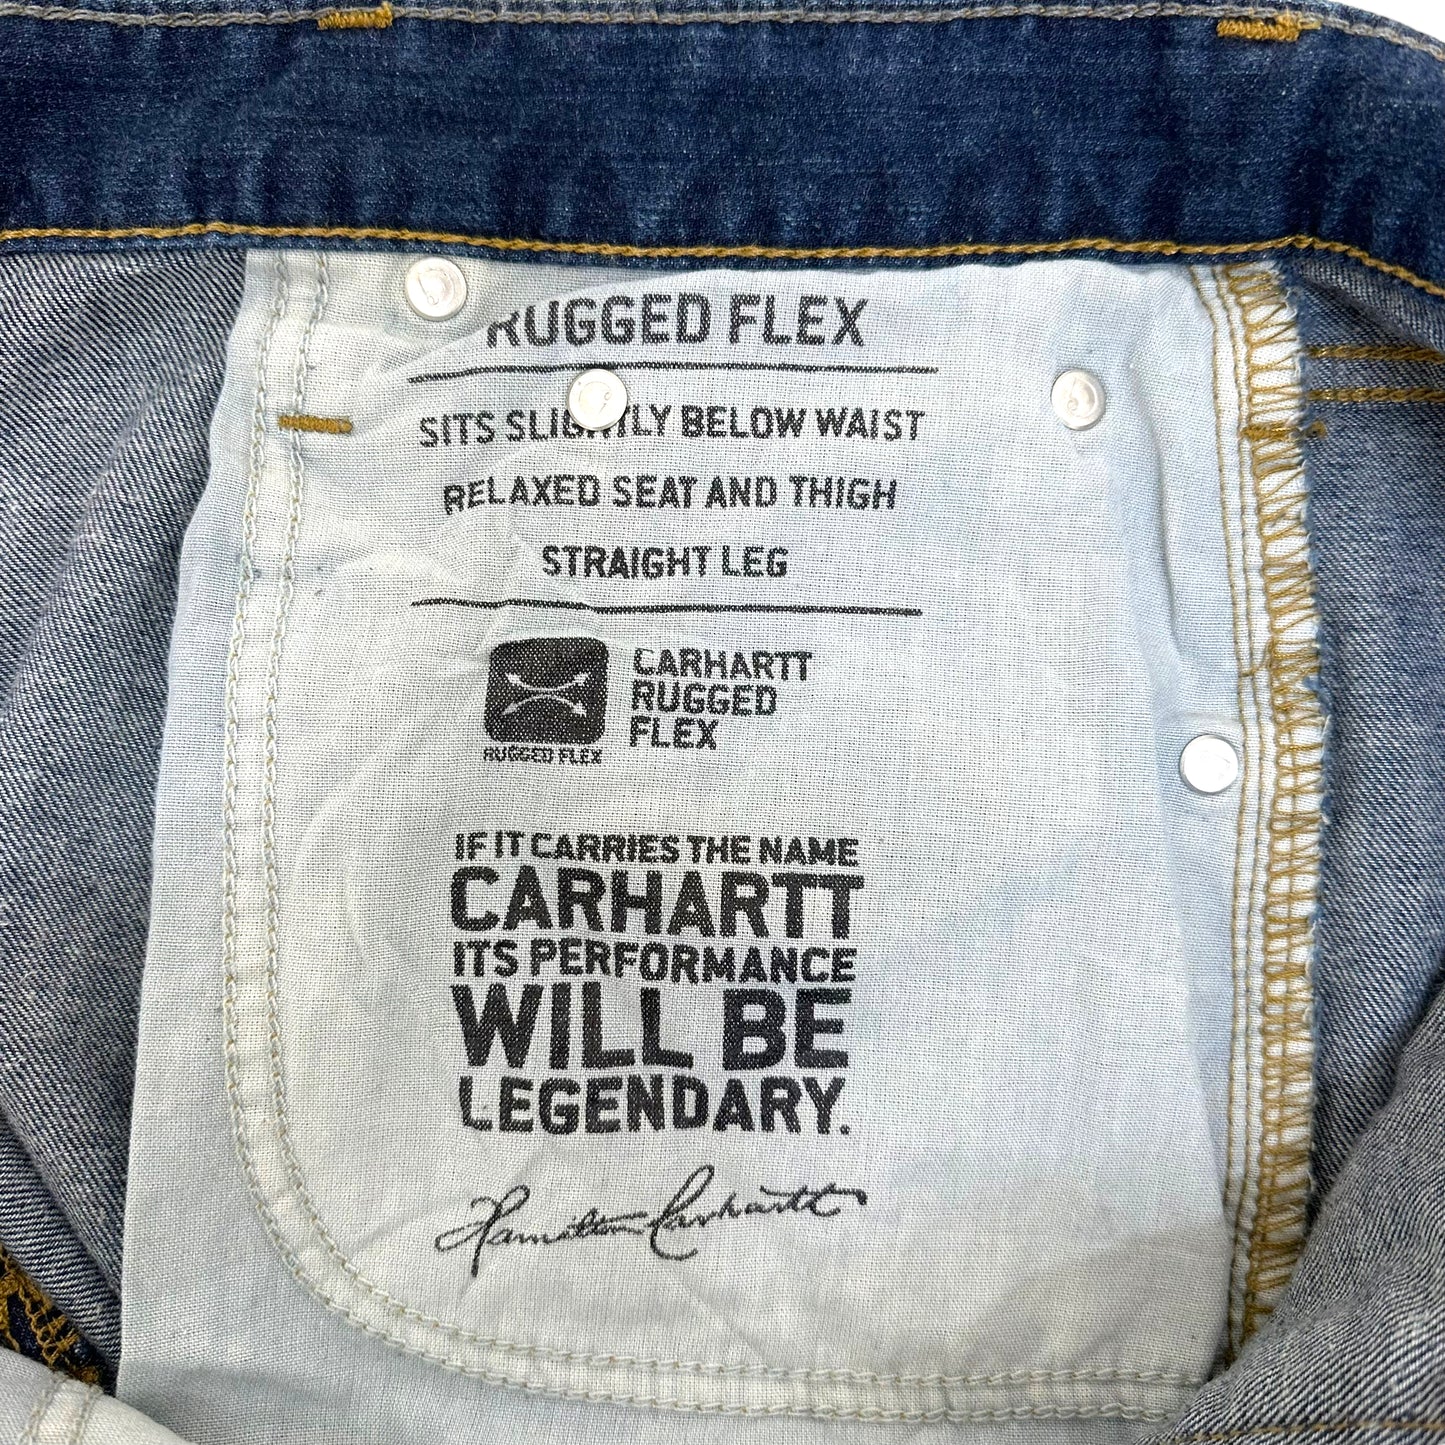 RUGGED FLEX
SITS SLIGHTLY BELOW WAIST
RELAXED SEAT AND THIGH
STRAIGHT LEG
CARHARTT
RUGGED
FLEX
RUGGED FLEX
IF IT CARRIES THE NAME
CARHARTT
ITS PERFORMANCE
WILL BE
LEGENDARY.
Hamilton Carhartt